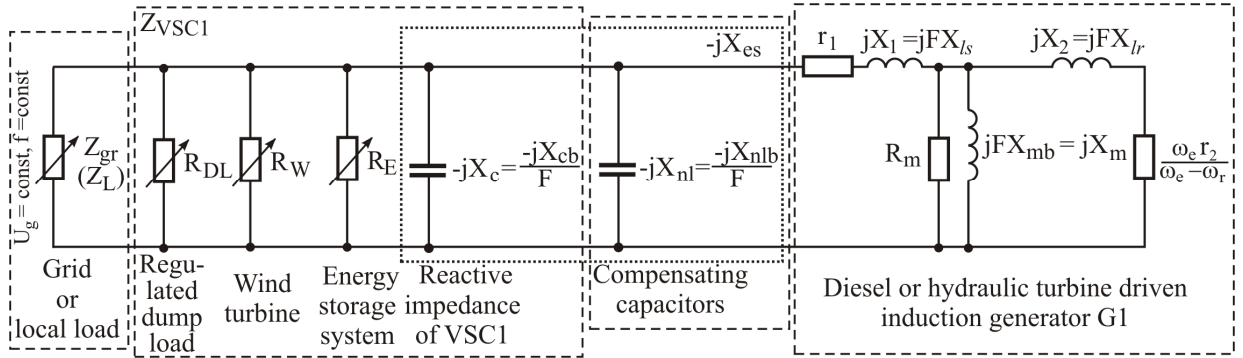 Z_VSC1
-jX_es
r_1
jX_1=jFX_ls
jX_2=jFX_lr
U_g = const, f =const
Z_gr
(Z_L)
R_DL
R_W
R_E
-jX_c=-jX_cb/F
-jX_nl=-jX_nlb/F
R_m
jFX_mb= jX_m
ω_e r_2/ω_e−ω_r
Grid
or
local load
Regu-
lated
dump
load
Wind
turbine
Energy
storage
system
Reactive
impedance
of VSC1
Compensating
capacitors
Diesel or hydraulic turbine driven
induction generator G1